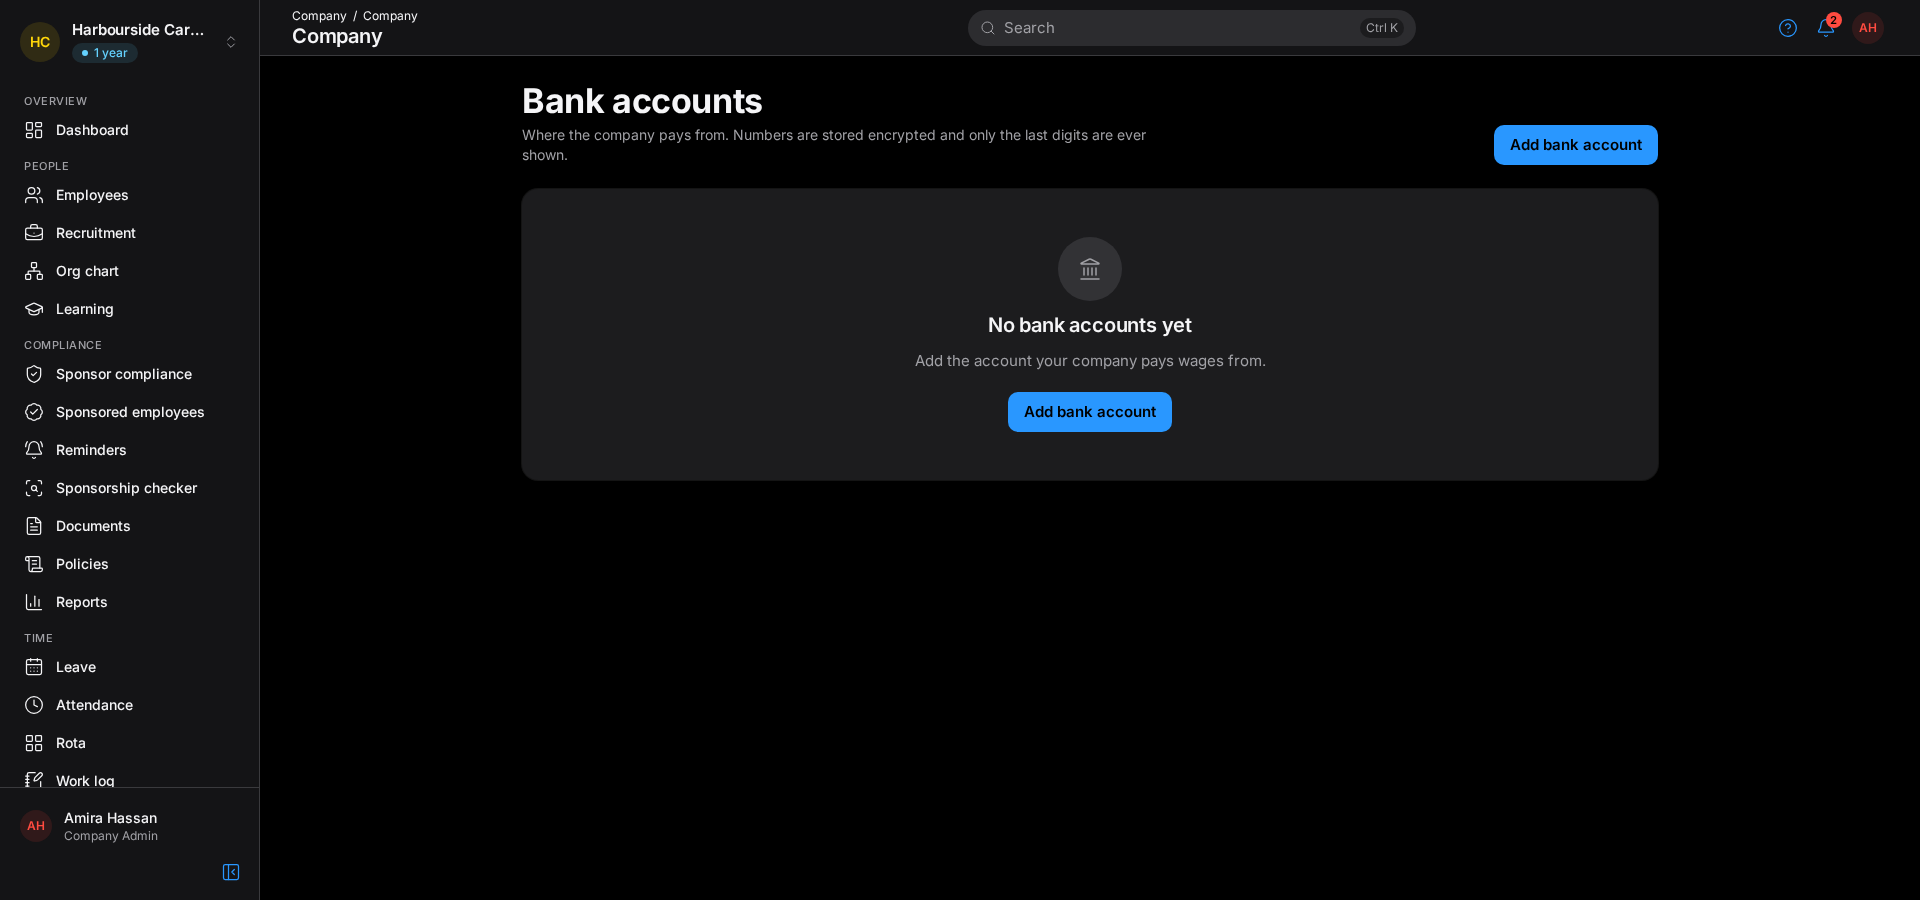 HC
Harbourside Car...
1 year
OVERVIEW
Dashboard
PEOPLE
Employees
Recruitment
Org chart
Learning
COMPLIANCE
Sponsor compliance
Sponsored employees
Reminders
Sponsorship checker
Documents
Policies
Reports
TIME
Leave
Attendance
Rota
Work log
AH
Amira Hassan
Company Admin
Company / Company
Company
Search
Ctrl K
2
AH
Bank accounts
Where the company pays from. Numbers are stored encrypted and only the last digits are ever
shown.
Add bank account
No bank accounts yet
Add the account your company pays wages from.
Add bank account